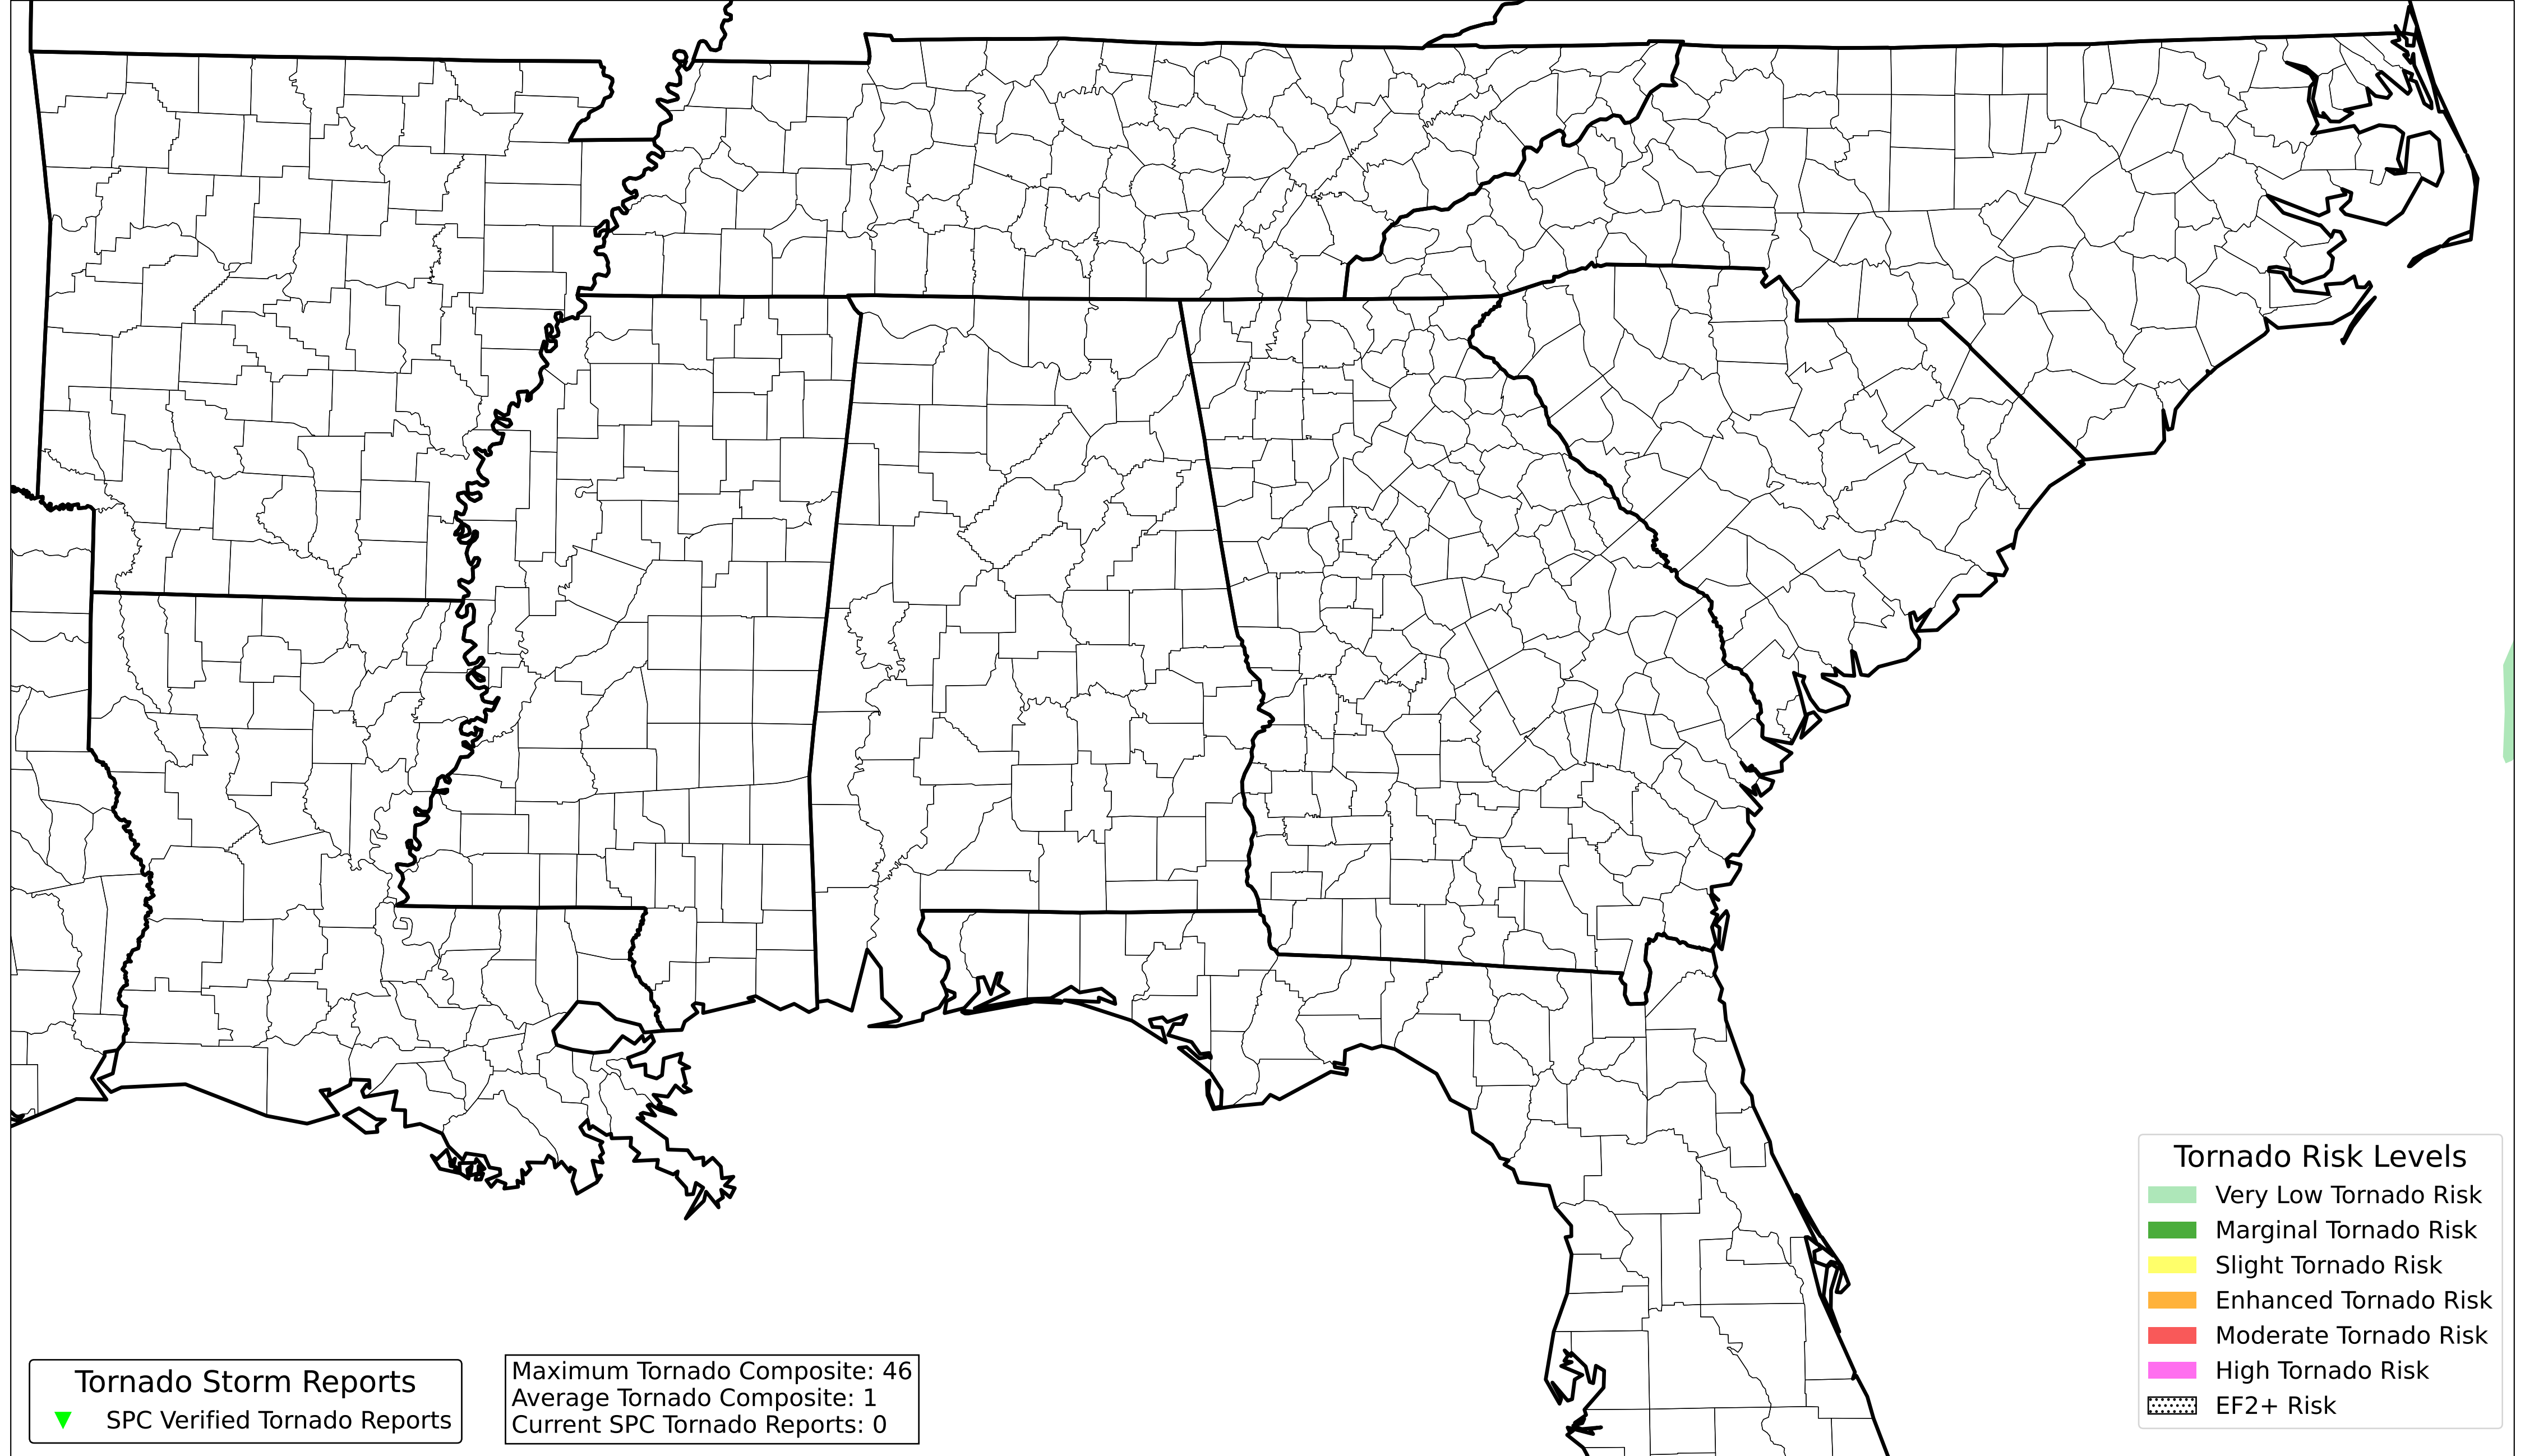 Tornado Risk Levels
Very Low Tornado Risk
Marginal Tornado Risk
Slight Tornado Risk
Enhanced Tornado Risk
Moderate Tornado Risk
High Tornado Risk
EF2+ Risk
Tornado Storm Reports
SPC Verified Tornado Reports
Maximum Tornado Composite: 46
Average Tornado Composite: 1
Current SPC Tornado Reports: 0